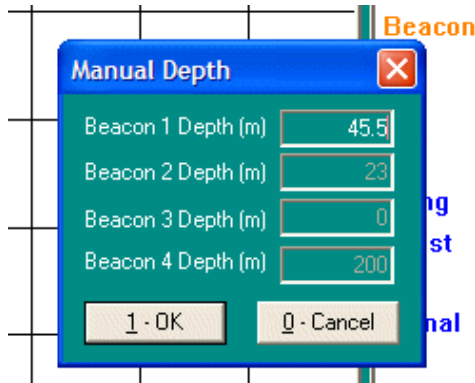 Beacon
Manual Depth
Beacon 1 Depth (m) 45.5
Beacon 2 Depth (m) 23
Beacon 3 Depth (m) 0
Beacon 4 Depth (m) 200
1 - OK 0 - Cancel